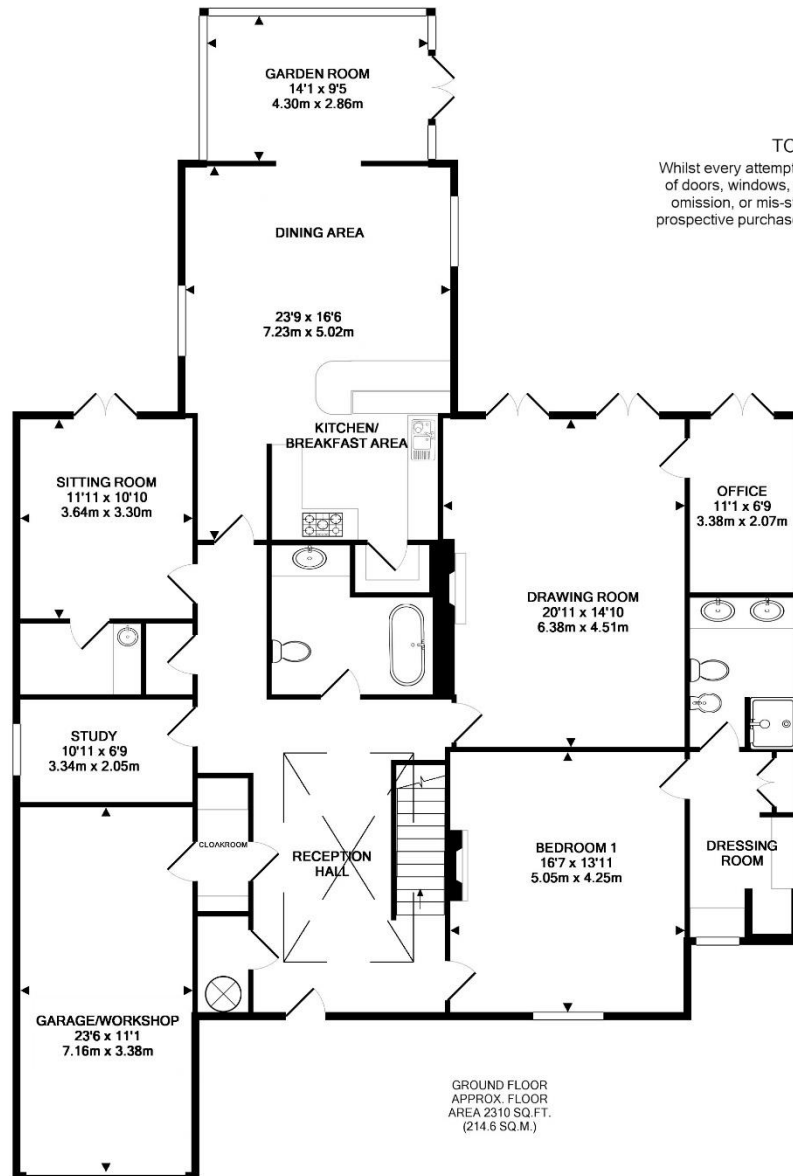 GARDEN ROOM
14'1 x 9'5
4.30m x 2.86m
TO
Whilst every attempt
of doors, windows,
omission, or mis-s
prospective purchas
DINING AREA
23'9 x 16'6
7.23m x 5.02m
KITCHEN/
BREAKFAST AREA
SITTING ROOM
11'11 x 10'10
3.64m x 3.30m
OFFICE
11'1 x 6'9
3.38m x 2.07m
DRAWING ROOM
20'11 x 14'10
6.38m x 4.51m
STUDY
10'11 x 6'9
3.34m x 2.05m
CLOAKROOM
RECEPTION
HALL
BEDROOM 1
16'7 x 13'11
5.05m x 4.25m
DRESSING
ROOM
GARAGE/WORKSHOP
23'6 x 11'1
7.16m x 3.38m
GROUND FLOOR
APPROX. FLOOR
AREA 2310 SQ.FT.
(214.6 SQ.M.)